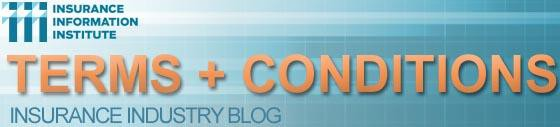 INSURANCE
INFORMATION
INSTITUTE
TERMS + CONDITIONS
INSURANCE INDUSTRY BLOG